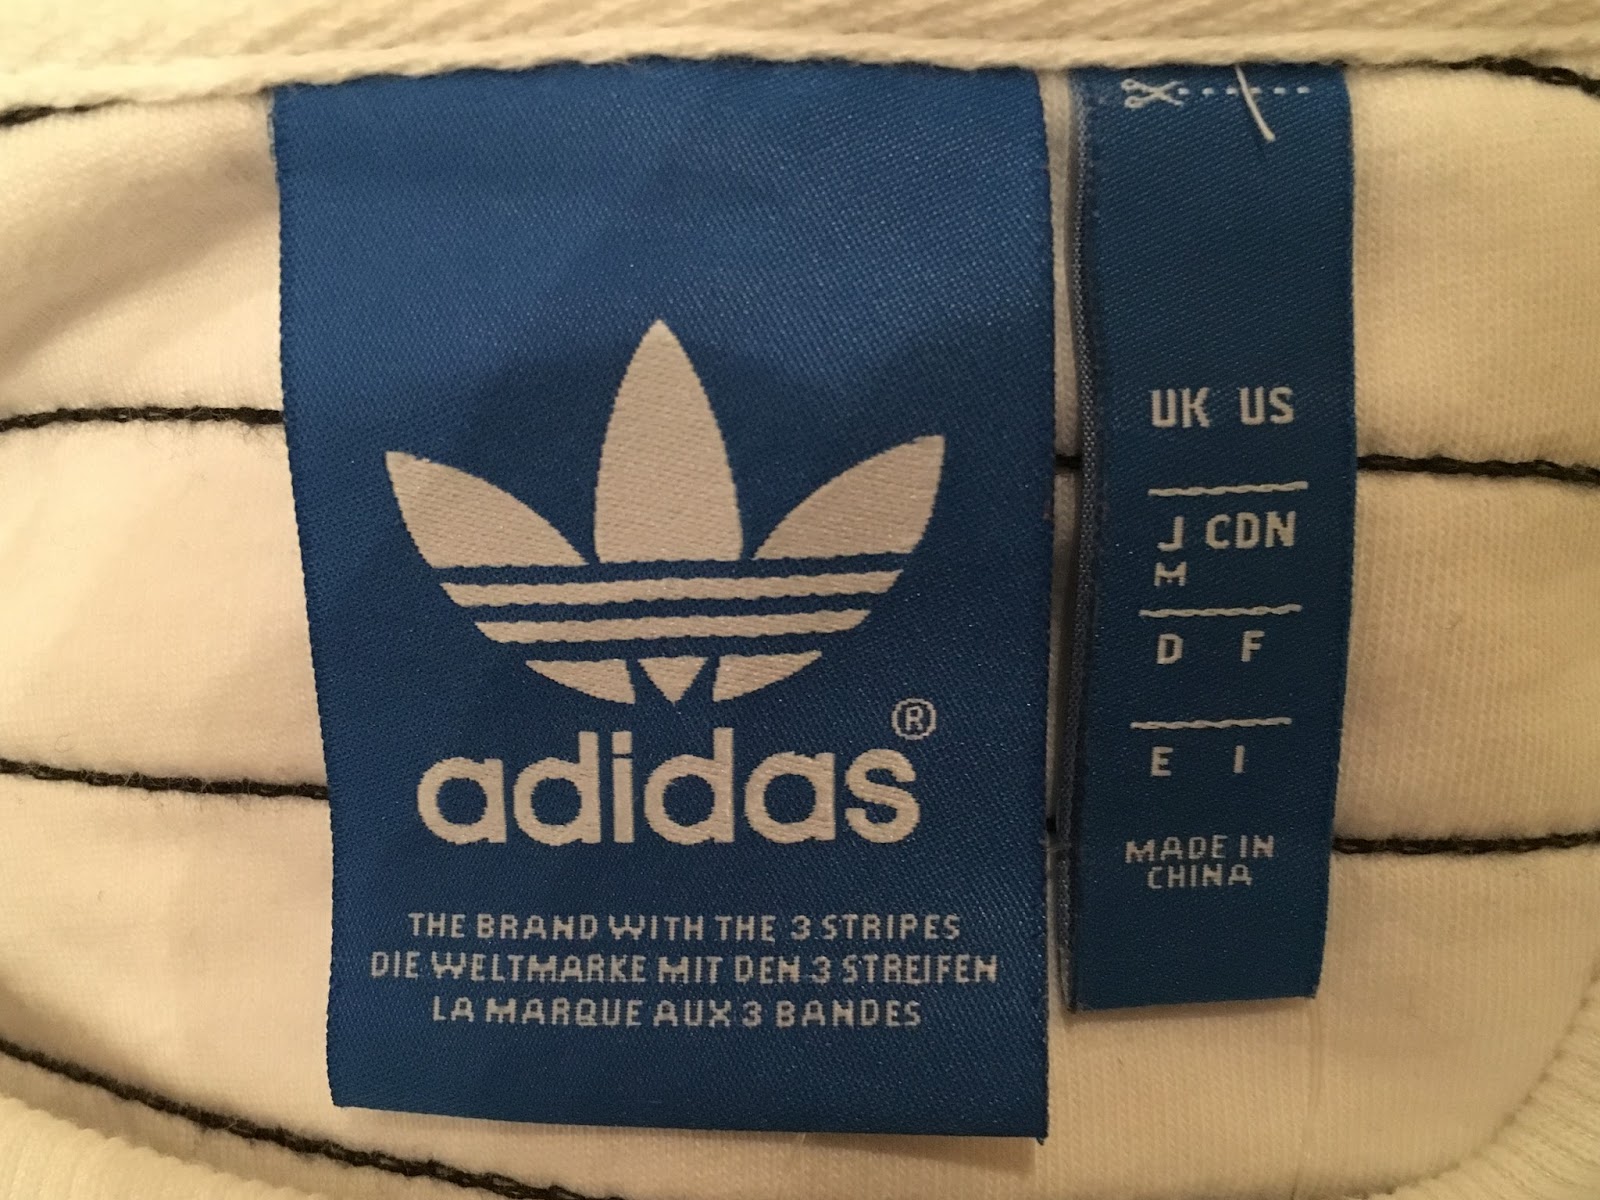 adidas®
THE BRAND WITH THE 3 STRIPES
DIE WELTMARKE MIT DEN 3 STREIFEN
LA MARQUE AUX 3 BANDES
UK US
J CDN
M
D F
E I
MADE IN
CHINA